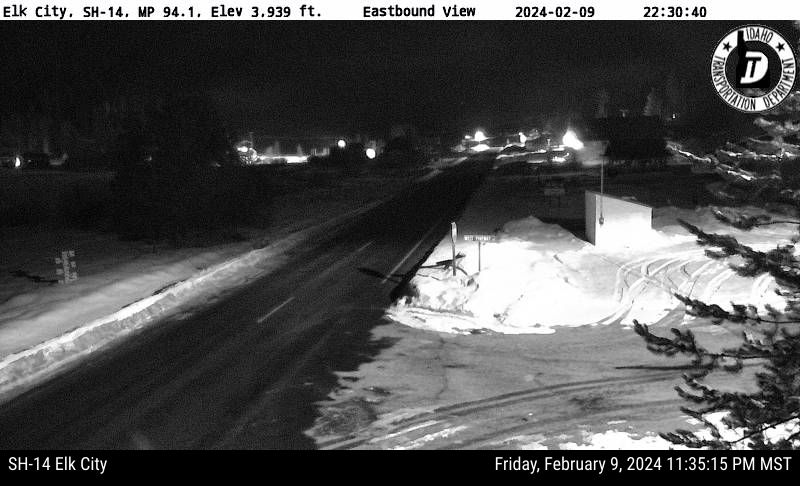 Elk City, SH-14, MP 94.1, Elev 3,939 ft. Eastbound View 2024-02-09 22:30:40
IDAHO
TRANSPORTATION DEPARTMENT
SH-14 Elk City Friday, February 9, 2024 11:35:15 PM MST